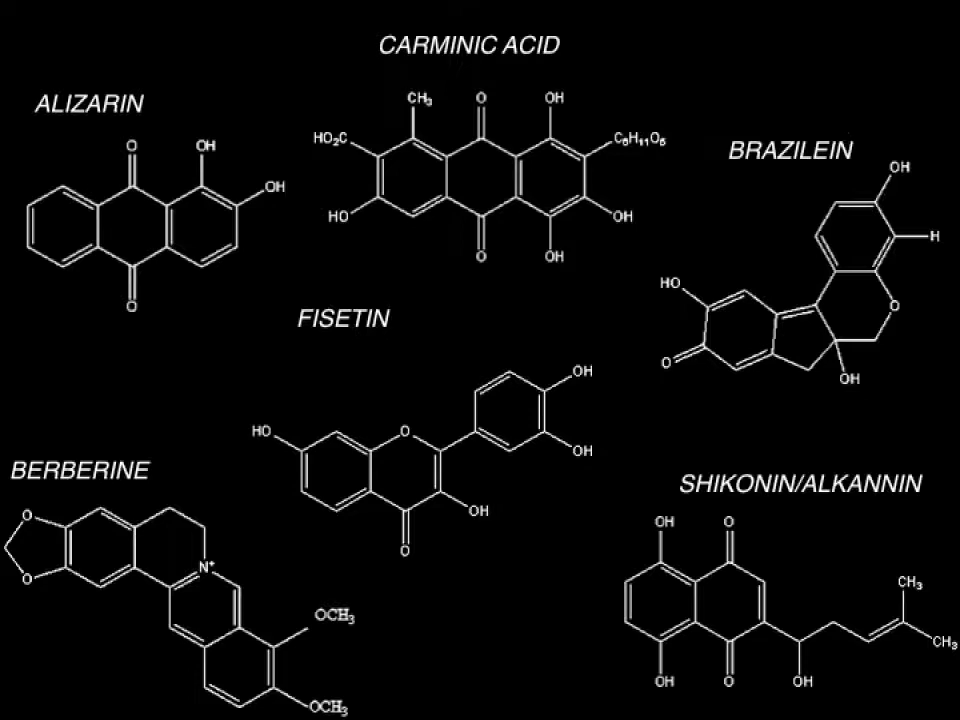 CARMINIC ACID
ALIZARIN
CH₃ O OH
HO₂C C₆H₁₁O₅
HO OH
O OH
O OH
OH
O
BRAZILEIN
OH
H
HO
O
O
OH
FISETIN
OH
HO O
OH
OH
O
BERBERINE
O
O
N⁺
OCH₃
OCH₃
SHIKONIN/ALKANNIN
OH O
CH₃
CH₃
OH O OH